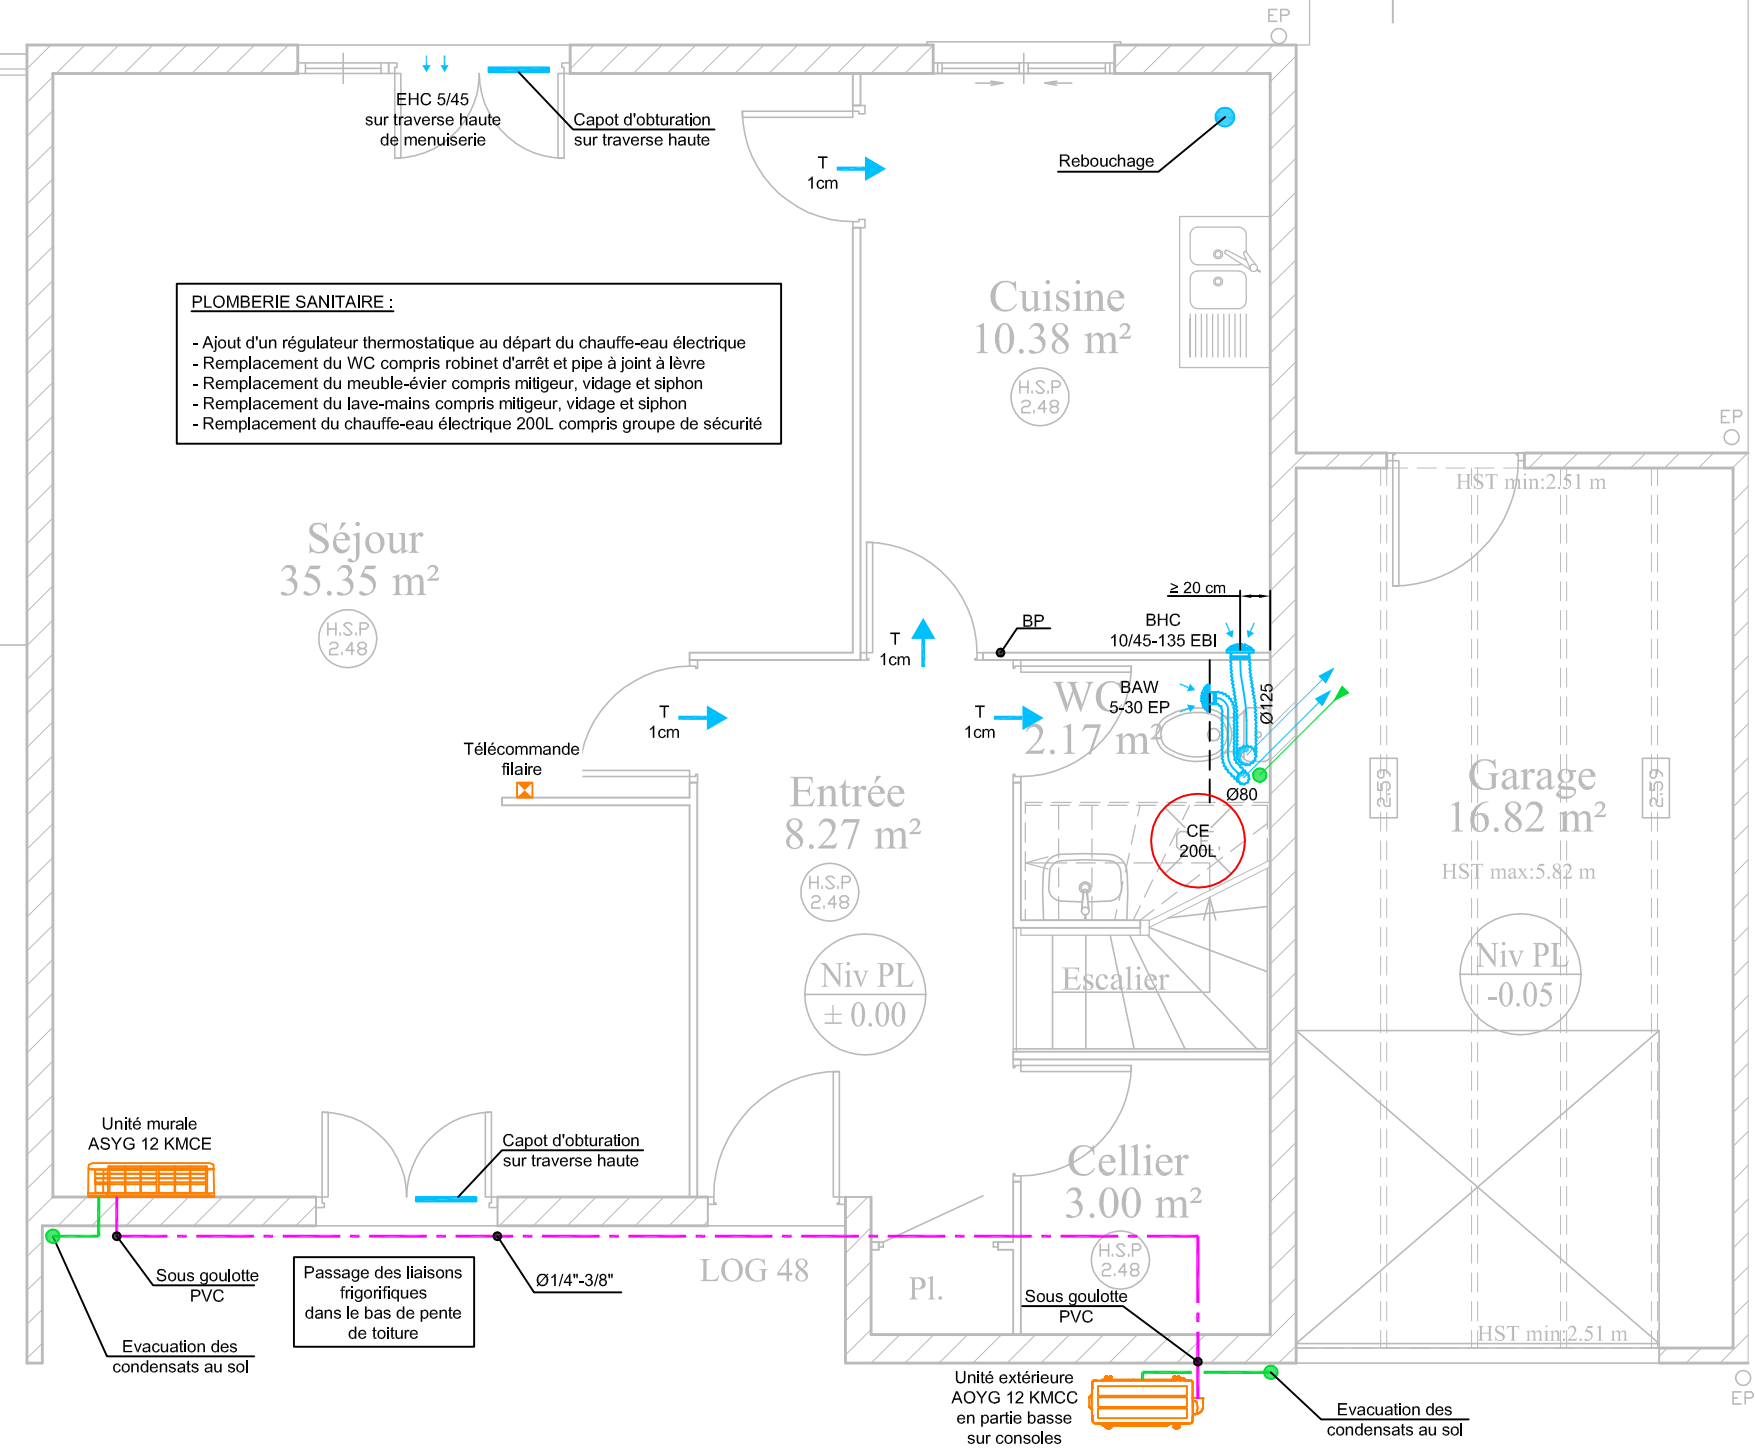 EP
EHC 5/45
sur traverse haute
de menuiserie
Capot d'obturation
sur traverse haute
T
1cm
Rebouchage
PLOMBERIE SANITAIRE :
- Ajout d'un régulateur thermostatique au départ du chauffe-eau électrique
- Remplacement du WC compris robinet d'arrêt et pipe à joint à lèvre
- Remplacement du meuble-évier compris mitigeur, vidage et siphon
- Remplacement du lave-mains compris mitigeur, vidage et siphon
- Remplacement du chauffe-eau électrique 200L compris groupe de sécurité
Cuisine
10.38 m²
H.S.P
2.48
EP
HST min:2.51 m
Séjour
35.35 m²
H.S.P
2.48
≥ 20 cm
BP
BHC
10/45-135 EBI
T
1cm
WC
2.17 m²
BAW
5-30 EP
Ø125
T
1cm
T
1cm
Télécommande
filaire
Ø80
Entrée
8.27 m²
H.S.P
2.48
CE
200L
2.59
Garage
16.82 m²
2.59
HST max:5.82 m
Niv PL
± 0.00
Escalier
Niv PL
-0.05
Unité murale
ASYG 12 KMCE
Capot d'obturation
sur traverse haute
Cellier
3.00 m²
H.S.P
2.48
LOG 48
Pl.
Sous goulotte
PVC
Passage des liaisons
frigorifiques
dans le bas de pente
de toiture
Ø1/4"-3/8"
Sous goulotte
PVC
HST min:2.51 m
Evacuation des
condensats au sol
Unité extérieure
AOYG 12 KMCC
en partie basse
sur consoles
Evacuation des
condensats au sol
EP